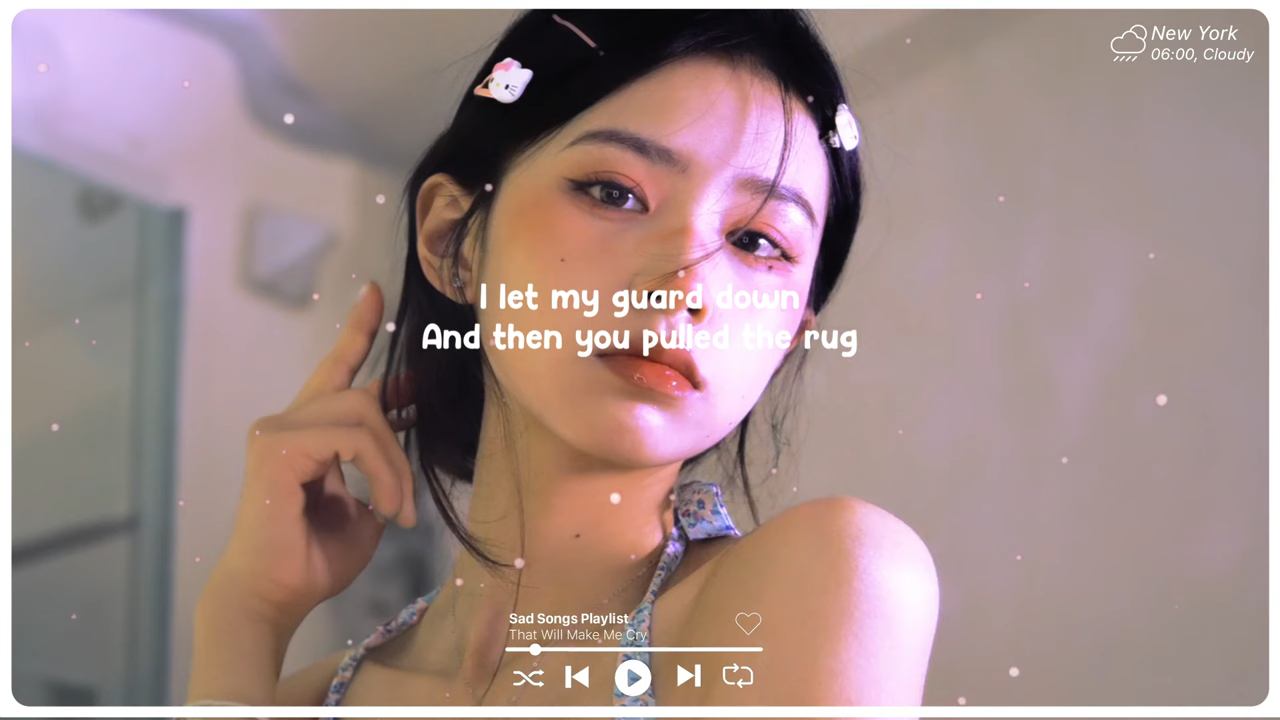 New York
06:00, Cloudy
I let my guard down
And then you pulled the rug
Sad Songs Playlist
That Will Make Me Cry